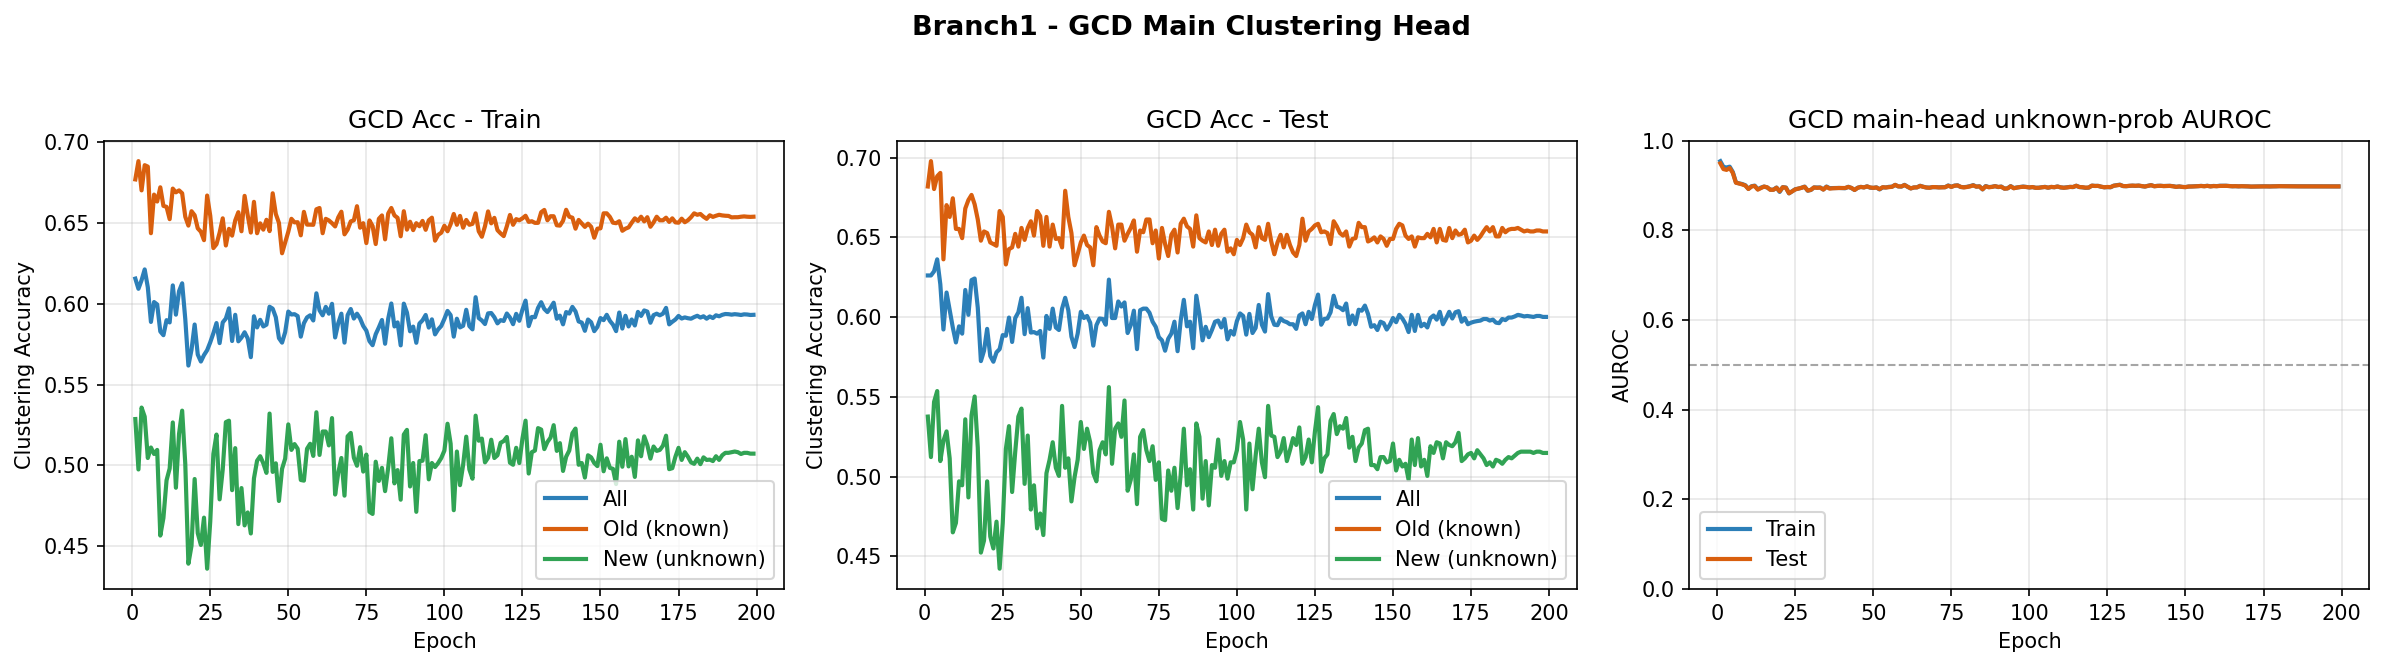 Branch1 - GCD Main Clustering Head
GCD Acc - Train
Clustering Accuracy
0.70
0.65
0.60
0.55
0.50
0.45
0
25
50
75
100
125
150
175
200
Epoch
All
Old (known)
New (unknown)
GCD Acc - Test
Clustering Accuracy
0.70
0.65
0.60
0.55
0.50
0.45
0
25
50
75
100
125
150
175
200
Epoch
All
Old (known)
New (unknown)
GCD main-head unknown-prob AUROC
AUROC
1.0
0.8
0.6
0.4
0.2
0.0
0
25
50
75
100
125
150
175
200
Epoch
Train
Test